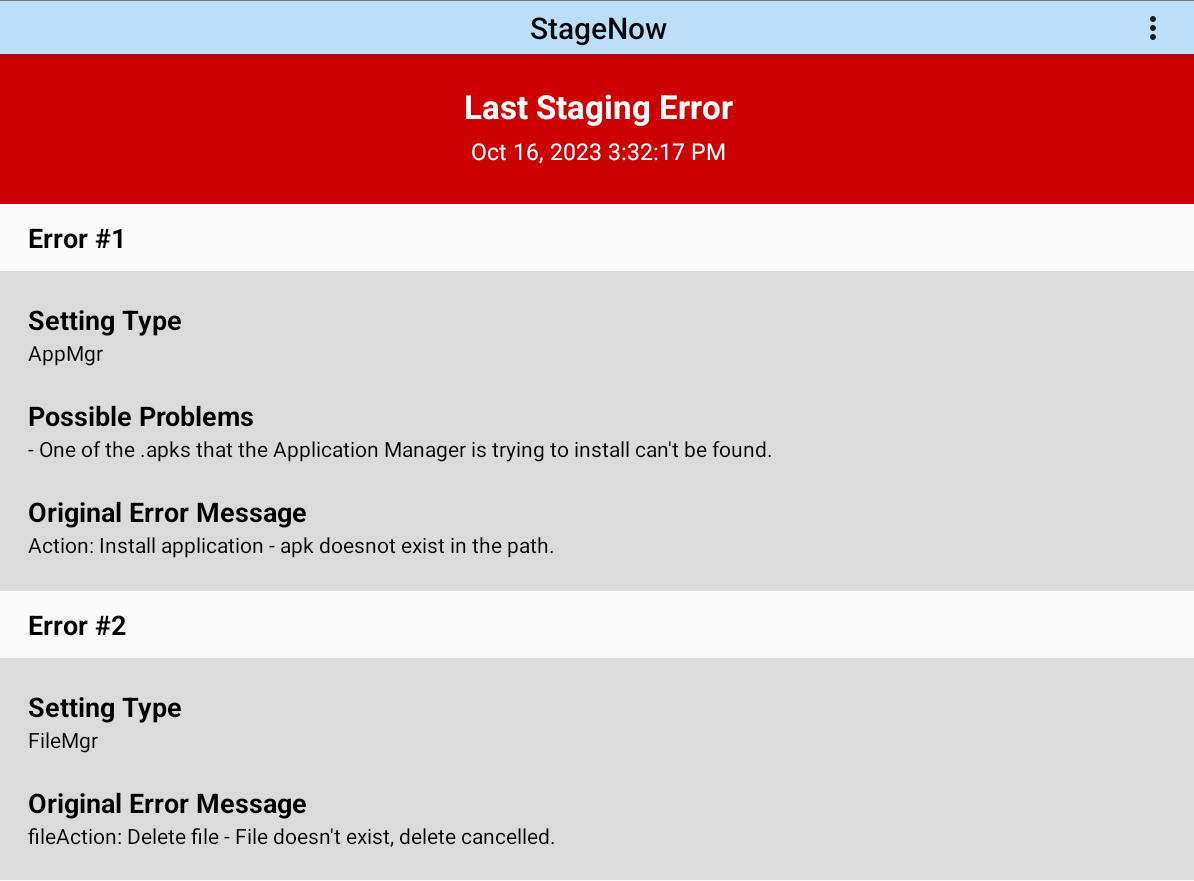 StageNow
Last Staging Error
Oct 16, 2023 3:32:17 PM
Error #1
Setting Type
AppMgr
Possible Problems
- One of the .apks that the Application Manager is trying to install can't be found.
Original Error Message
Action: Install application - apk doesnot exist in the path.
Error #2
Setting Type
FileMgr
Original Error Message
fileAction: Delete file - File doesn't exist, delete cancelled.